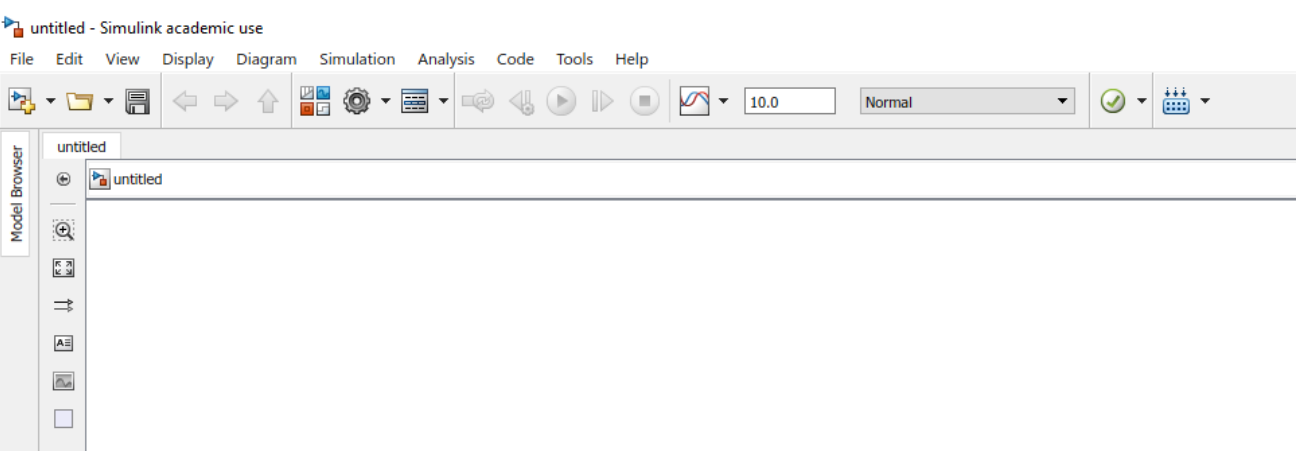 untitled - Simulink academic use
File Edit View Display Diagram Simulation Analysis Code Tools Help
10.0 Normal
Model Browser
untitled
untitled
A